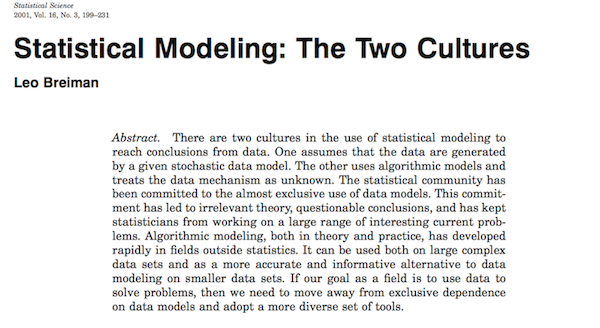 Statistical Science
2001, Vol. 16, No. 3, 199–231
Statistical Modeling: The Two Cultures
Leo Breiman
Abstract. There are two cultures in the use of statistical modeling to
reach conclusions from data. One assumes that the data are generated
by a given stochastic data model. The other uses algorithmic models and
treats the data mechanism as unknown. The statistical community has
been committed to the almost exclusive use of data models. This commit-
ment has led to irrelevant theory, questionable conclusions, and has kept
statisticians from working on a large range of interesting current prob-
lems. Algorithmic modeling, both in theory and practice, has developed
rapidly in fields outside statistics. It can be used both on large complex
data sets and as a more accurate and informative alternative to data
modeling on smaller data sets. If our goal as a field is to use data to
solve problems, then we need to move away from exclusive dependence
on data models and adopt a more diverse set of tools.